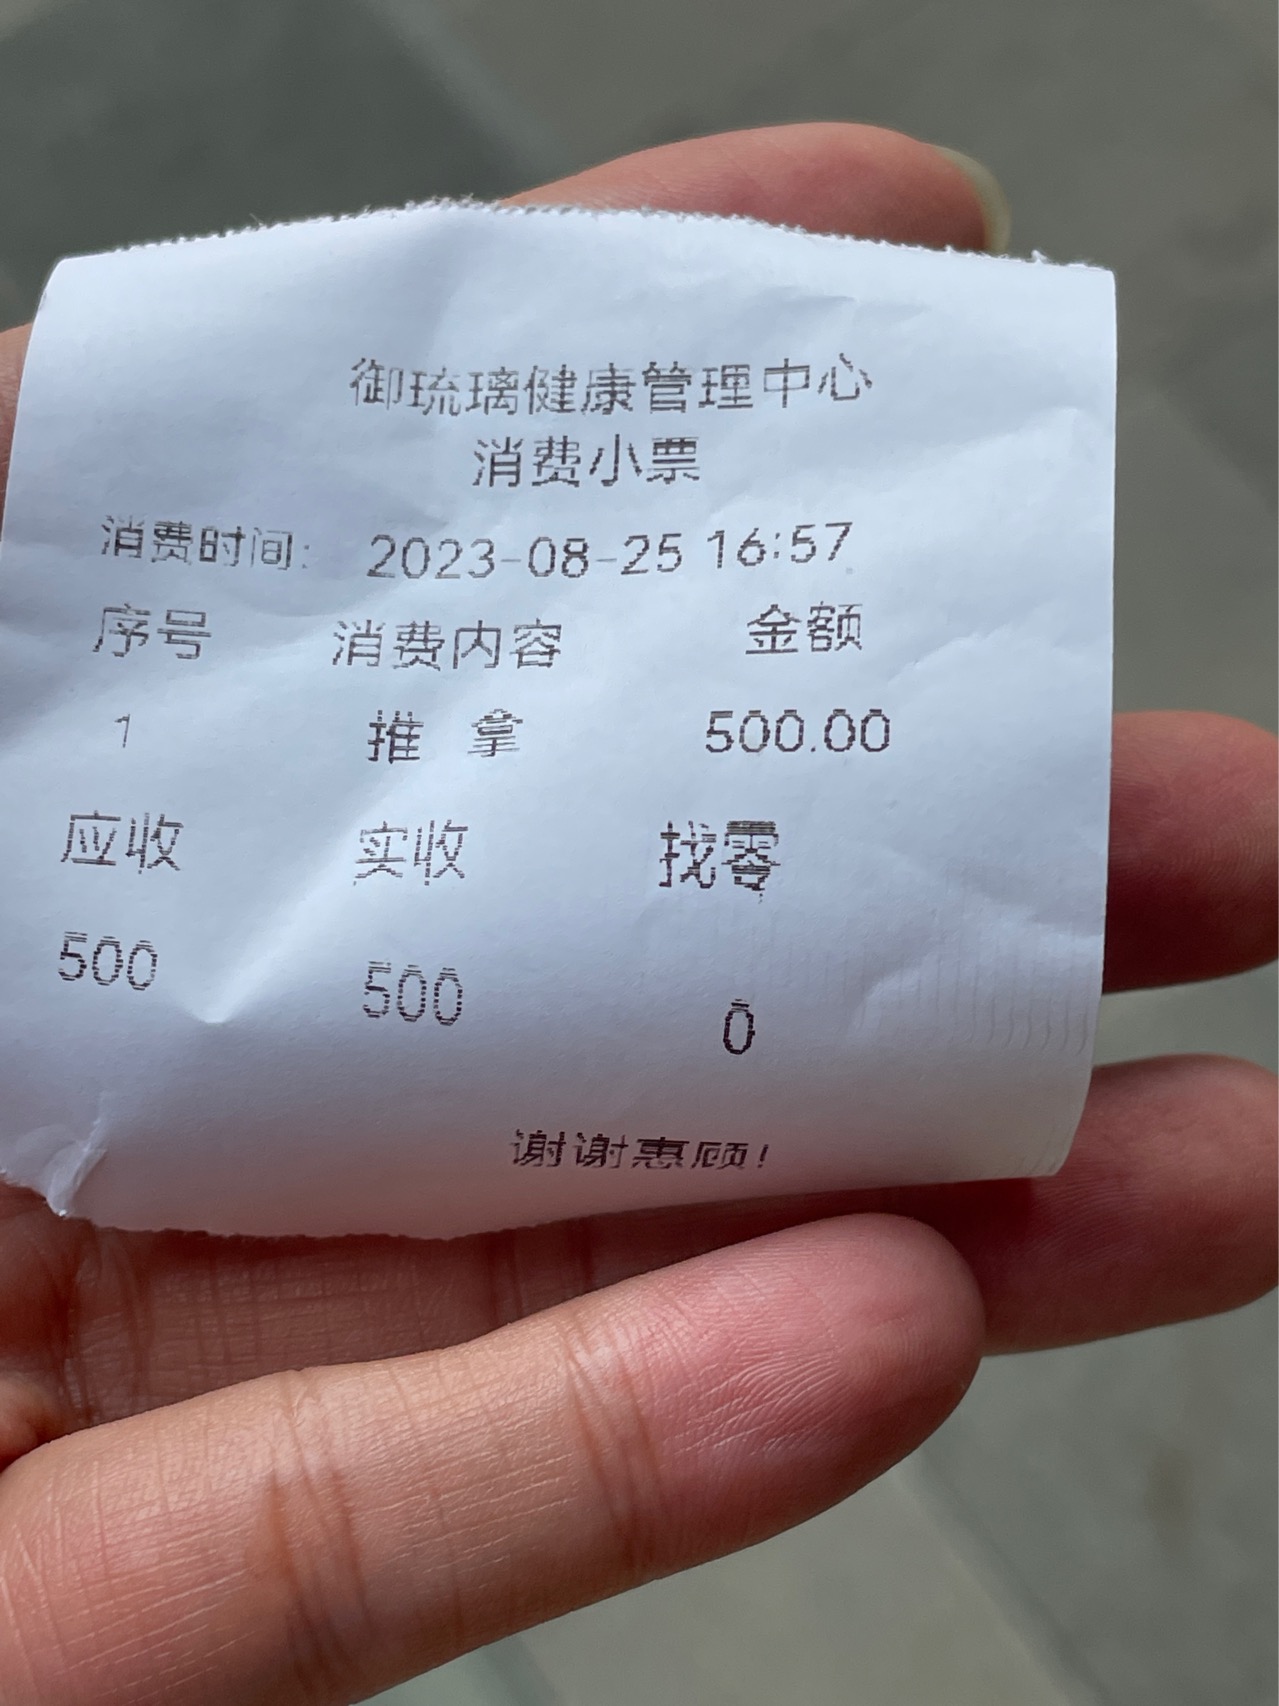 御琉璃健康管理中心
消费小票
消费时间: 2023-08-25 16:57
序号 消费内容 金额
1 推 拿 500.00
应收 实收 找零
500 500 0
谢谢惠顾!